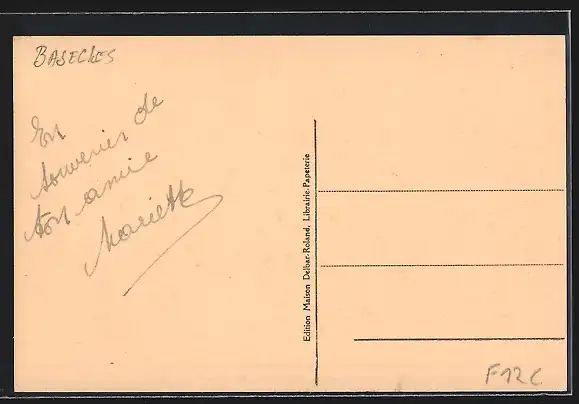 BASECLES
En
souvenir de
ton amie
Mariette
Edition Maison Delbar-Roland, Librairie-Papeterie
F12C